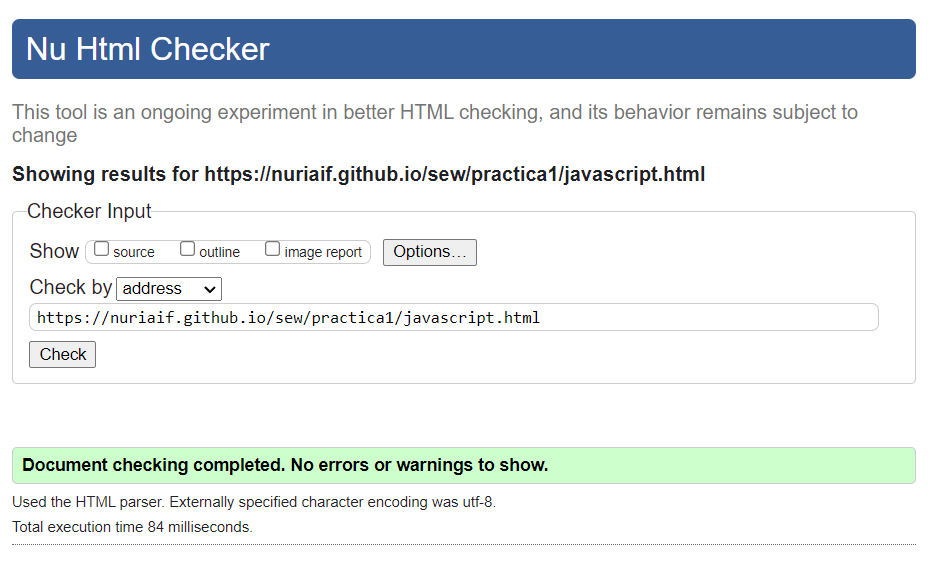 Nu Html Checker
This tool is an ongoing experiment in better HTML checking, and its behavior remains subject to
change
Showing results for https://nuriaif.github.io/sew/practica1/javascript.html
Checker Input
Show source outline image report Options...
Check by address
https://nuriaif.github.io/sew/practica1/javascript.html
Check
Document checking completed. No errors or warnings to show.
Used the HTML parser. Externally specified character encoding was utf-8.
Total execution time 84 milliseconds.